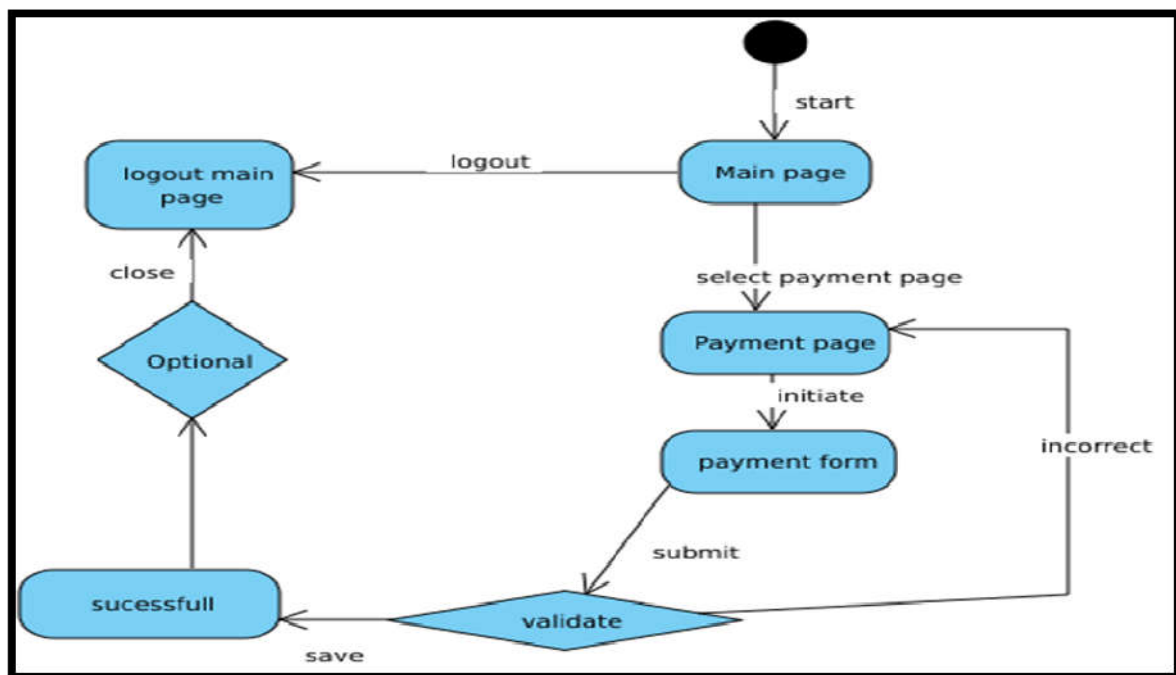 start
logout main
page
logout
Main page
close
select payment page
Optional
Payment page
initiate
payment form
incorrect
submit
sucessfull
validate
save